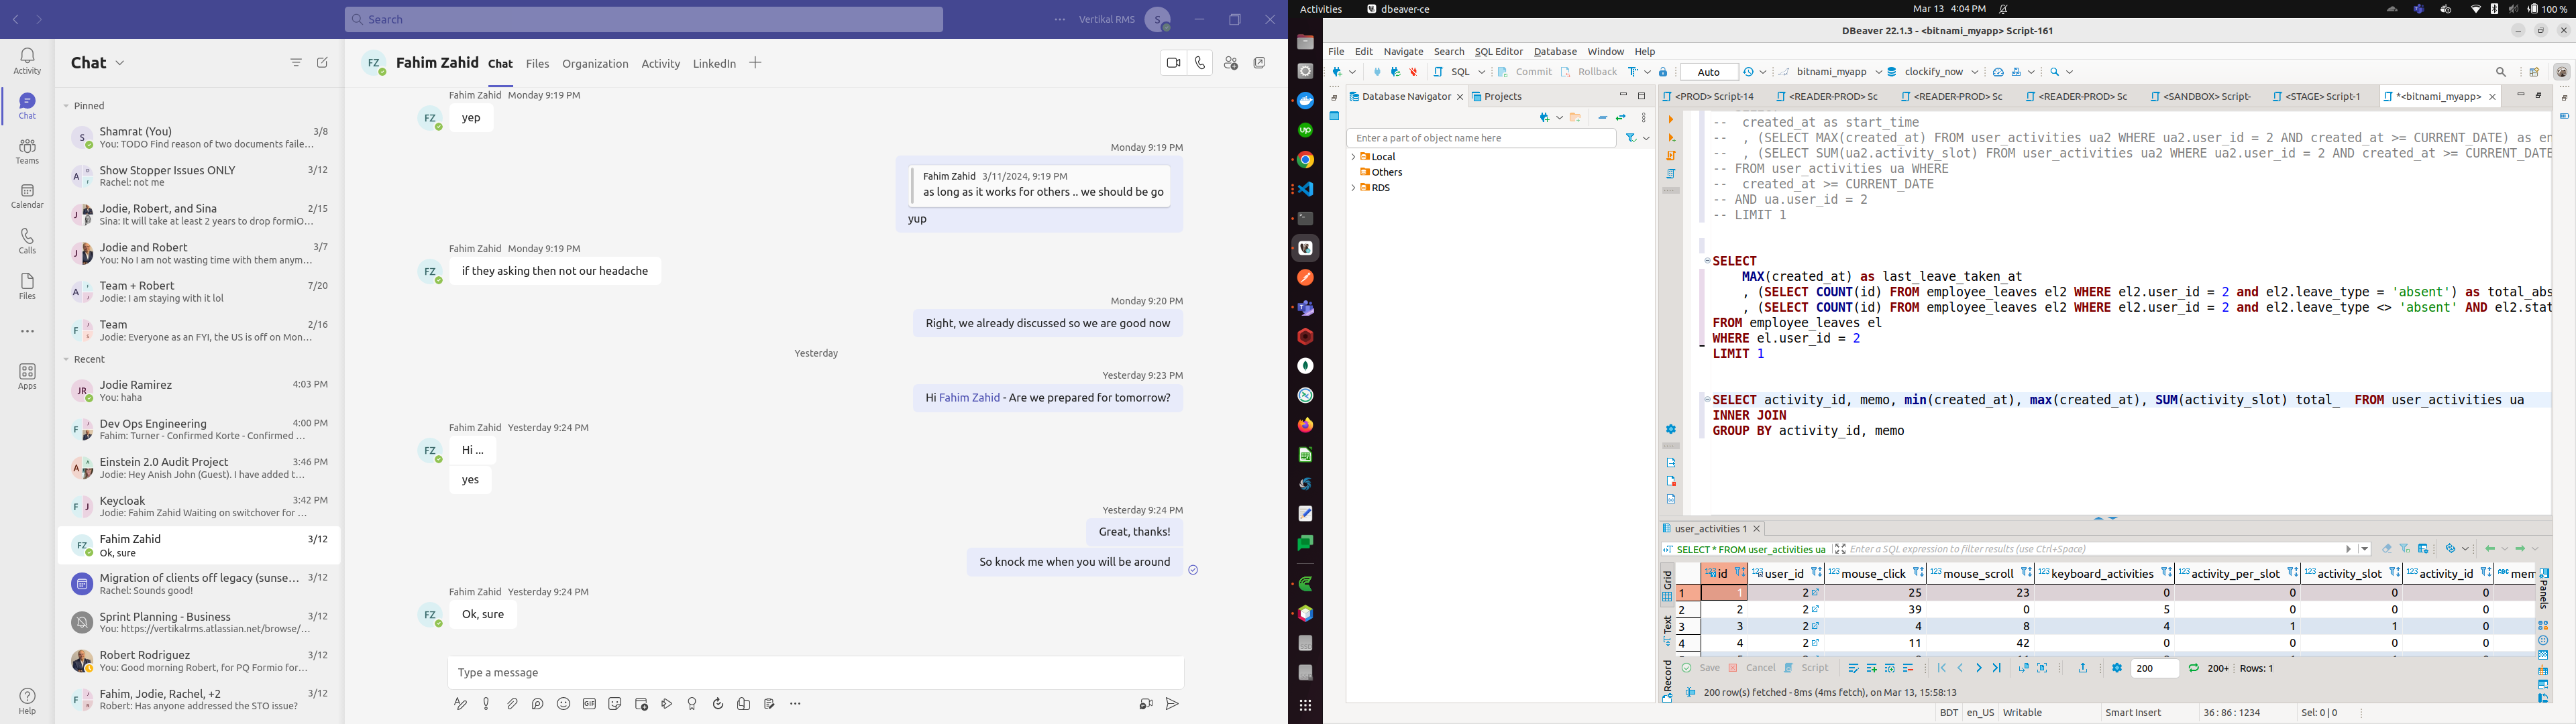 Search
Vertikal RMS
S
Activity
Chat
Teams
Calendar
Calls
Files
Apps
Help
Chat
Pinned
Shamrat (You) 3/8
You: TODO Find reason of two documents faile...
Show Stopper Issues ONLY 3/12
Rachel: not me
Jodie, Robert, and Sina 2/15
Sina: It will take at least 2 years to drop formiO...
Jodie and Robert 3/7
You: No I am not wasting time with them anym...
Team + Robert 7/20
Jodie: I am staying with it lol
Team 2/16
Jodie: Everyone as an FYI, the US is off on Mon...
Recent
Jodie Ramirez 4:03 PM
You: haha
Dev Ops Engineering 4:00 PM
Fahim: Turner - Confirmed Korte - Confirmed ...
Einstein 2.0 Audit Project 3:46 PM
Jodie: Hey Anish John (Guest). I have added t...
Keycloak 3:42 PM
Jodie: Fahim Zahid Waiting on switchover for ...
Fahim Zahid 3/12
Ok, sure
Migration of clients off legacy (sunse... 3/12
Rachel: Sounds good!
Sprint Planning - Business 3/12
You: https://vertikalrms.atlassian.net/browse/...
Robert Rodriguez 3/12
You: Good morning Robert, for PQ Formio for...
Fahim, Jodie, Rachel, +2 3/12
Robert: Has anyone addressed the STO issue?
FZ Fahim Zahid Chat Files Organization Activity LinkedIn
Fahim Zahid Monday 9:19 PM
yep
Monday 9:19 PM
Fahim Zahid 3/11/2024, 9:19 PM
as long as it works for others .. we should be go
yup
Fahim Zahid Monday 9:19 PM
if they asking then not our headache
Monday 9:20 PM
Right, we already discussed so we are good now
Yesterday
Yesterday 9:23 PM
Hi Fahim Zahid - Are we prepared for tomorrow?
Fahim Zahid Yesterday 9:24 PM
Hi ...
yes
Yesterday 9:24 PM
Great, thanks!
So knock me when you will be around
Fahim Zahid Yesterday 9:24 PM
Ok, sure
Type a message
Activities dbeaver-ce Mar 13 4:04 PM 100 %
DBeaver 22.1.3 - <bitnami_myapp> Script-161
File Edit Navigate Search SQL Editor Database Window Help
SQL Commit Rollback Auto bitnami_myapp clockify_now
Database Navigator Projects
Enter a part of object name here
Local
Others
RDS
<PROD> Script-14 <READER-PROD> Sc <READER-PROD> Sc <READER-PROD> Sc <SANDBOX> Script- <STAGE> Script-1 *<bitnami_myapp>
-- created_at as start_time
-- , (SELECT MAX(created_at) FROM user_activities ua2 WHERE ua2.user_id = 2 AND created_at >= CURRENT_DATE) as en
-- , (SELECT SUM(ua2.activity_slot) FROM user_activities ua2 WHERE ua2.user_id = 2 AND created_at >= CURRENT_DATE
-- FROM user_activities ua WHERE
-- created_at >= CURRENT_DATE
-- AND ua.user_id = 2
-- LIMIT 1
SELECT
MAX(created_at) as last_leave_taken_at
, (SELECT COUNT(id) FROM employee_leaves el2 WHERE el2.user_id = 2 and el2.leave_type = 'absent') as total_abs
, (SELECT COUNT(id) FROM employee_leaves el2 WHERE el2.user_id = 2 and el2.leave_type <> 'absent' AND el2.stat
FROM employee_leaves el
WHERE el.user_id = 2
LIMIT 1
SELECT activity_id, memo, min(created_at), max(created_at), SUM(activity_slot) total_ FROM user_activities ua
INNER JOIN
GROUP BY activity_id, memo
user_activities 1
SELECT * FROM user_activities ua Enter a SQL expression to filter results (use Ctrl+Space)
id user_id mouse_click mouse_scroll keyboard_activities activity_per_slot activity_slot activity_id mem
1 1 2 25 23 0 0 0 0
2 2 2 39 0 5 0 0 0
3 3 2 4 8 4 1 1 0
4 4 2 11 42 0 0 0 0
Grid
Text
Record
Panels
Save Cancel Script 200 200+ Rows: 1
200 row(s) fetched - 8ms (4ms fetch), on Mar 13, 15:58:13
BDT en_US Writable Smart Insert 36 : 86 : 1234 Sel: 0 | 0